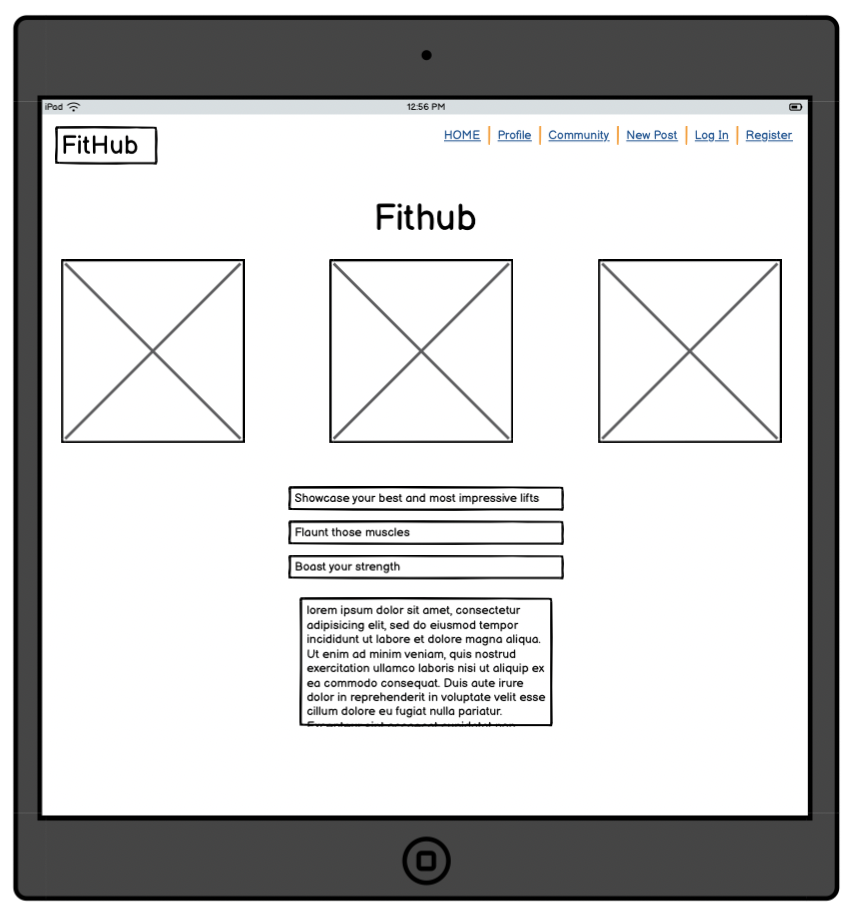 iPad
12:56 PM
FitHub
HOME Profile Community New Post Log In Register
Fithub
Showcase your best and most impressive lifts
Flaunt those muscles
Boast your strength
lorem ipsum dolor sit amet, consectetur
adipisicing elit, sed do eiusmod tempor
incididunt ut labore et dolore magna aliqua.
Ut enim ad minim veniam, quis nostrud
exercitation ullamco laboris nisi ut aliquip ex
ea commodo consequat. Duis aute irure
dolor in reprehenderit in voluptate velit esse
cillum dolore eu fugiat nulla pariatur.